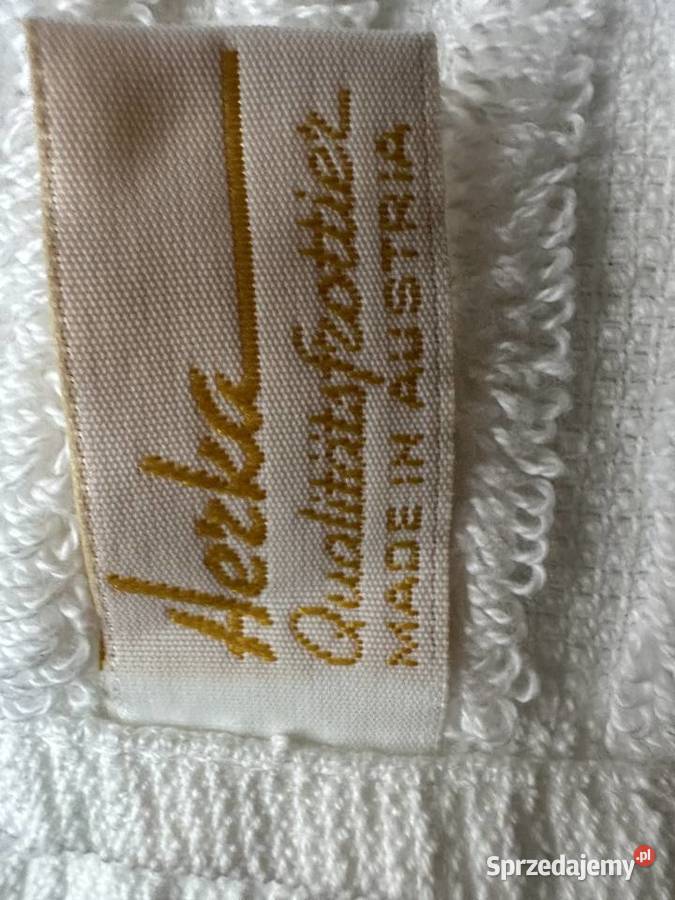 Herka
Qualitätsfrottier
MADE IN AUSTRIA
Sprzedajemy.pl